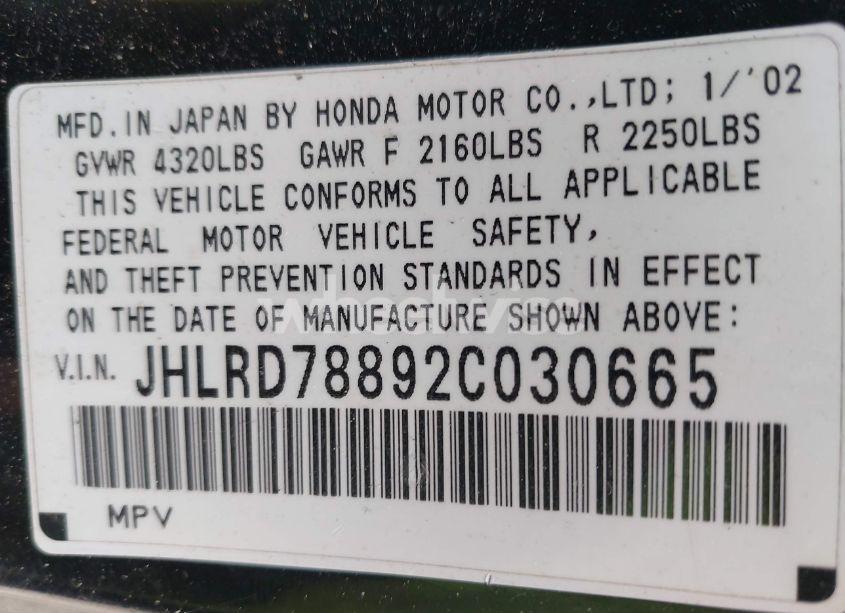 MFD. IN JAPAN BY HONDA MOTOR CO.,LTD; 1/'02
GVWR 4320LBS GAWR F 2160LBS R 2250LBS
THIS VEHICLE CONFORMS TO ALL APPLICABLE
FEDERAL MOTOR VEHICLE SAFETY,
AND THEFT PREVENTION STANDARDS IN EFFECT
ON THE DATE OF MANUFACTURE SHOWN ABOVE:
V.I.N. JHLRD78892C030665
MPV